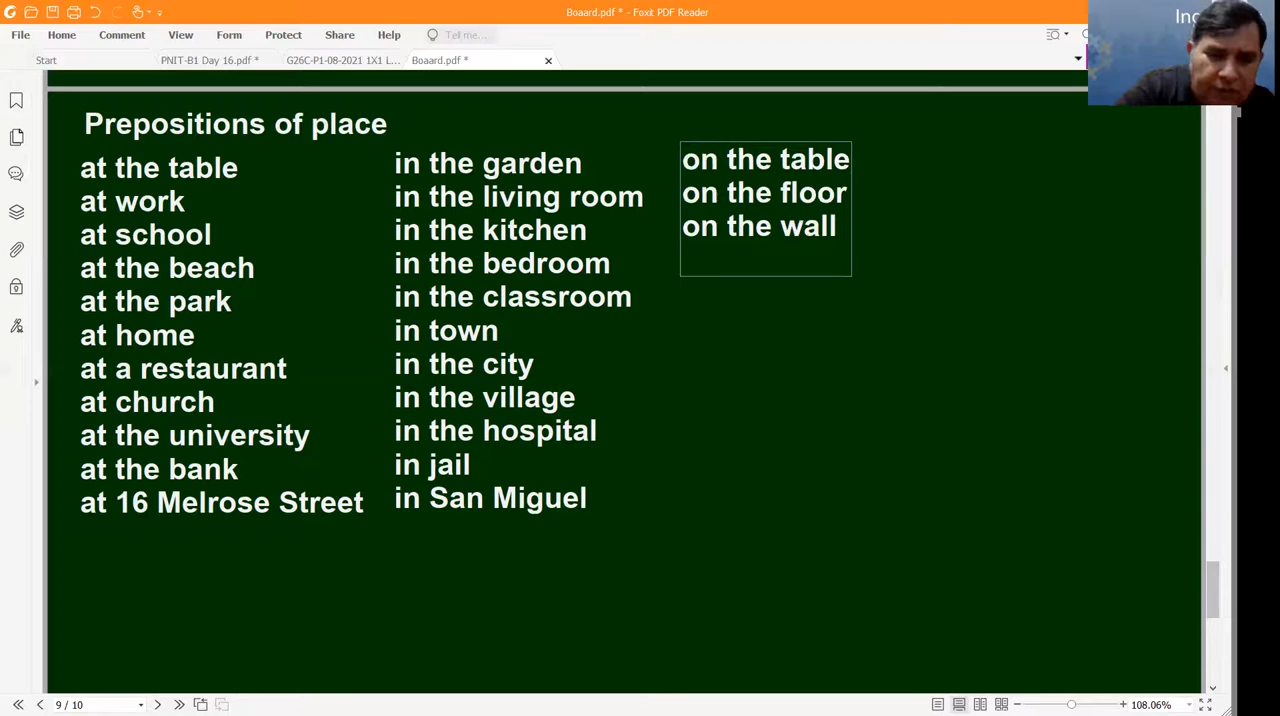 Boaard.pdf * - Foxit PDF Reader
File Home Comment View Form Protect Share Help Tell me...
Start PNIT-B1 Day 16.pdf * G26C-P1-08-2021 1X1 L... Boaard.pdf *
Prepositions of place
at the table
at work
at school
at the beach
at the park
at home
at a restaurant
at church
at the university
at the bank
at 16 Melrose Street
in the garden
in the living room
in the kitchen
in the bedroom
in the classroom
in town
in the city
in the village
in the hospital
in jail
in San Miguel
on the table
on the floor
on the wall
9 / 10
108.06%